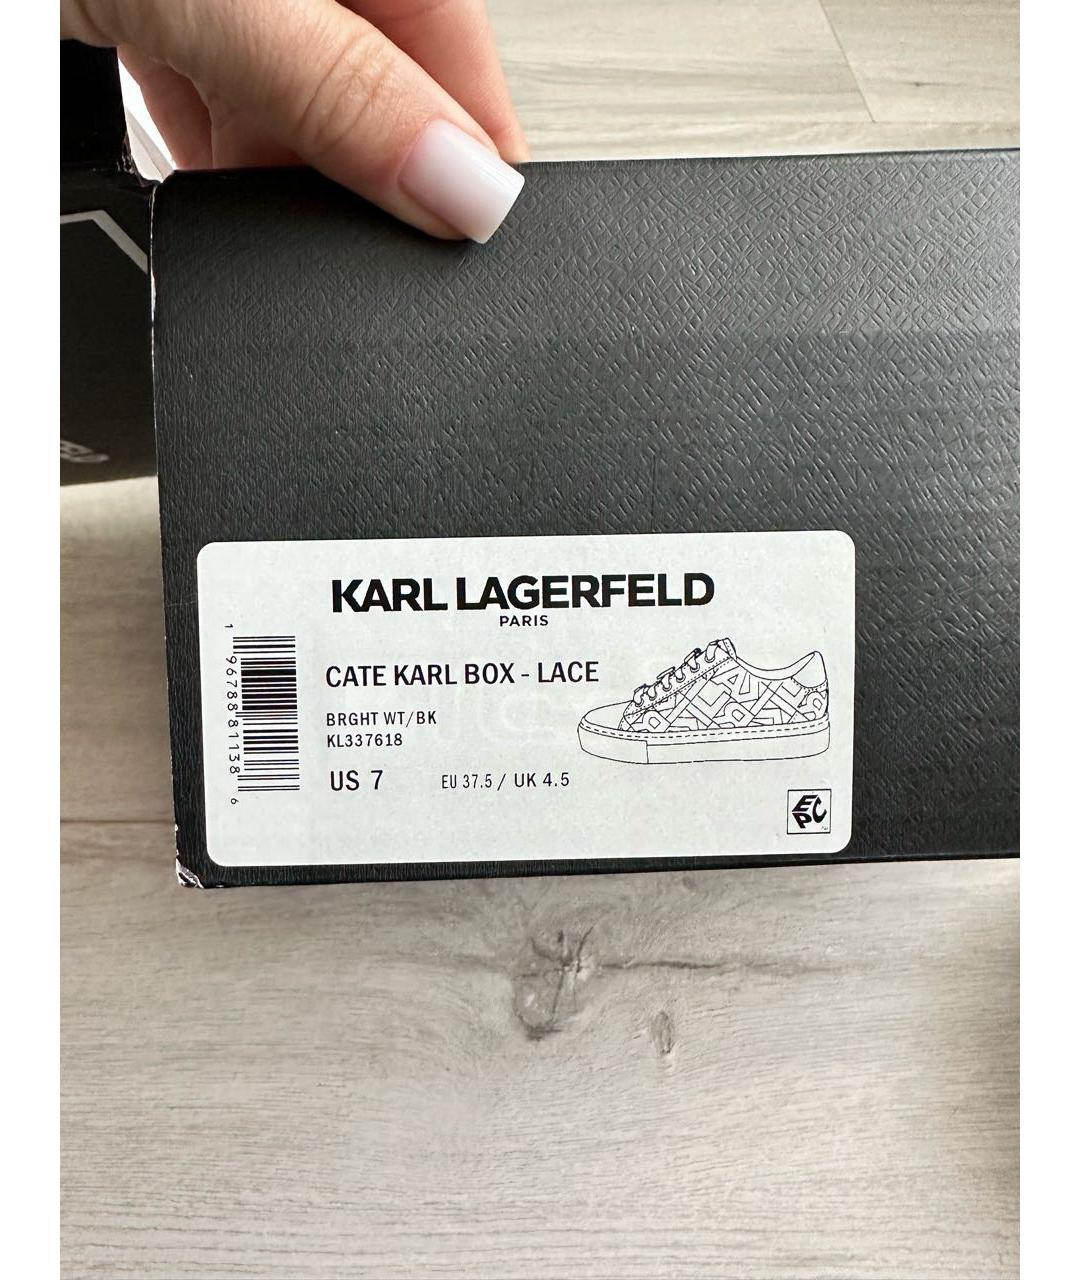 KARL LAGERFELD
PARIS
CATE KARL BOX - LACE
BRGHT WT/BK
KL337618
US 7 EU 37.5 / UK 4.5
1 96788 81138 6
EPC